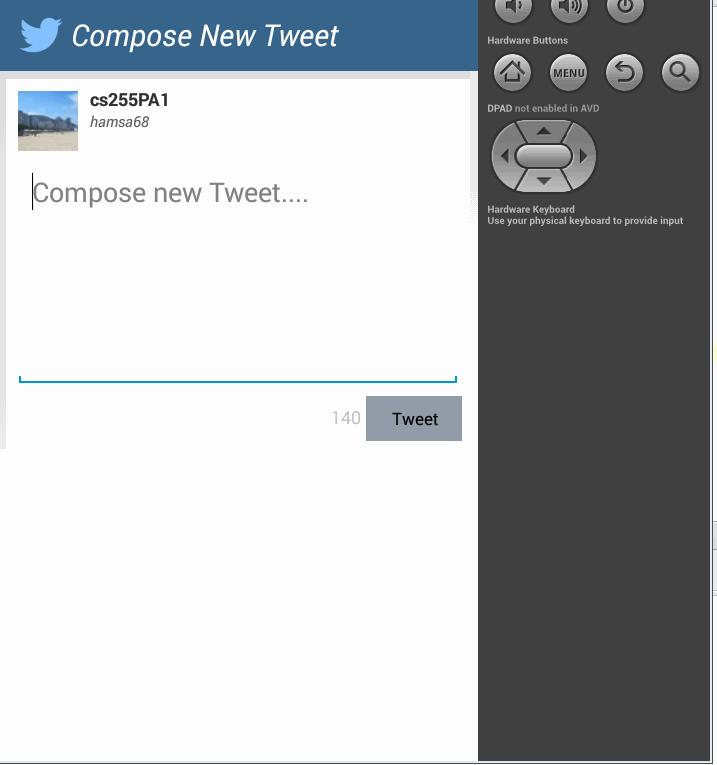 Compose New Tweet
cs255PA1
hamsa68
Compose new Tweet....
140
Tweet
Hardware Buttons
MENU
DPAD not enabled in AVD
Hardware Keyboard
Use your physical keyboard to provide input